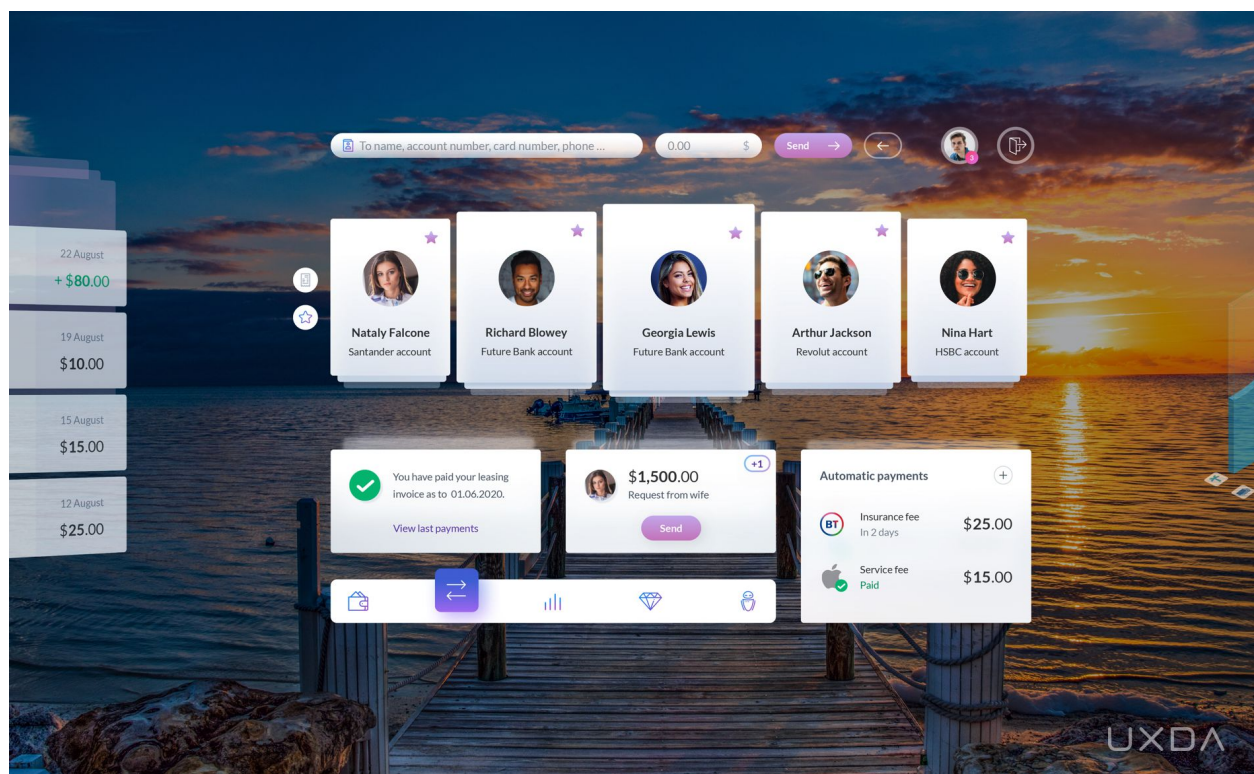 To name, account number, card number, phone ...
0.00 $
Send
3
22 August
+ $80.00
19 August
$10.00
15 August
$15.00
12 August
$25.00
Nataly Falcone
Santander account
Richard Blowey
Future Bank account
Georgia Lewis
Future Bank account
Arthur Jackson
Revolut account
Nina Hart
HSBC account
You have paid your leasing
invoice as to 01.06.2020.
View last payments
+1
$1,500.00
Request from wife
Send
Automatic payments
BT
Insurance fee
In 2 days
$25.00
Service fee
Paid
$15.00
UXDA